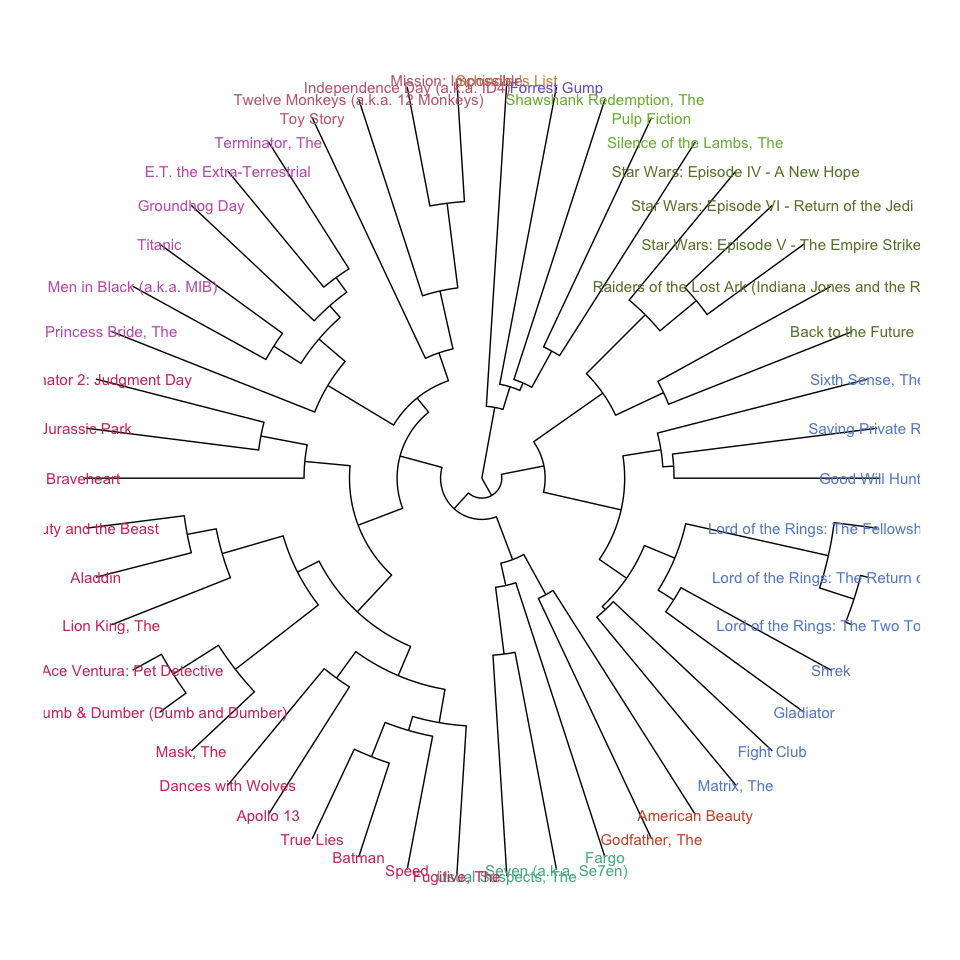 Mission: Impossible
Schindler's List
Independence Day (a.k.a. ID4)
Forrest Gump
Twelve Monkeys (a.k.a. 12 Monkeys)
Shawshank Redemption, The
Toy Story
Pulp Fiction
Terminator, The
Silence of the Lambs, The
E.T. the Extra-Terrestrial
Star Wars: Episode IV - A New Hope
Groundhog Day
Star Wars: Episode VI - Return of the Jedi
Titanic
Star Wars: Episode V - The Empire Strike
Men in Black (a.k.a. MIB)
Raiders of the Lost Ark (Indiana Jones and the R
Princess Bride, The
Back to the Future
nator 2: Judgment Day
Sixth Sense, The
Jurassic Park
Saving Private R
Braveheart
Good Will Hunt
uty and the Beast
Lord of the Rings: The Fellowsh
Aladdin
Lord of the Rings: The Return o
Lion King, The
Lord of the Rings: The Two To
Ace Ventura: Pet Detective
Shrek
umb & Dumber (Dumb and Dumber)
Gladiator
Mask, The
Fight Club
Dances with Wolves
Matrix, The
Apollo 13
American Beauty
True Lies
Godfather, The
Batman
Fargo
Speed
Seven (a.k.a. Se7en)
Fugitive, The
Usual Suspects, The